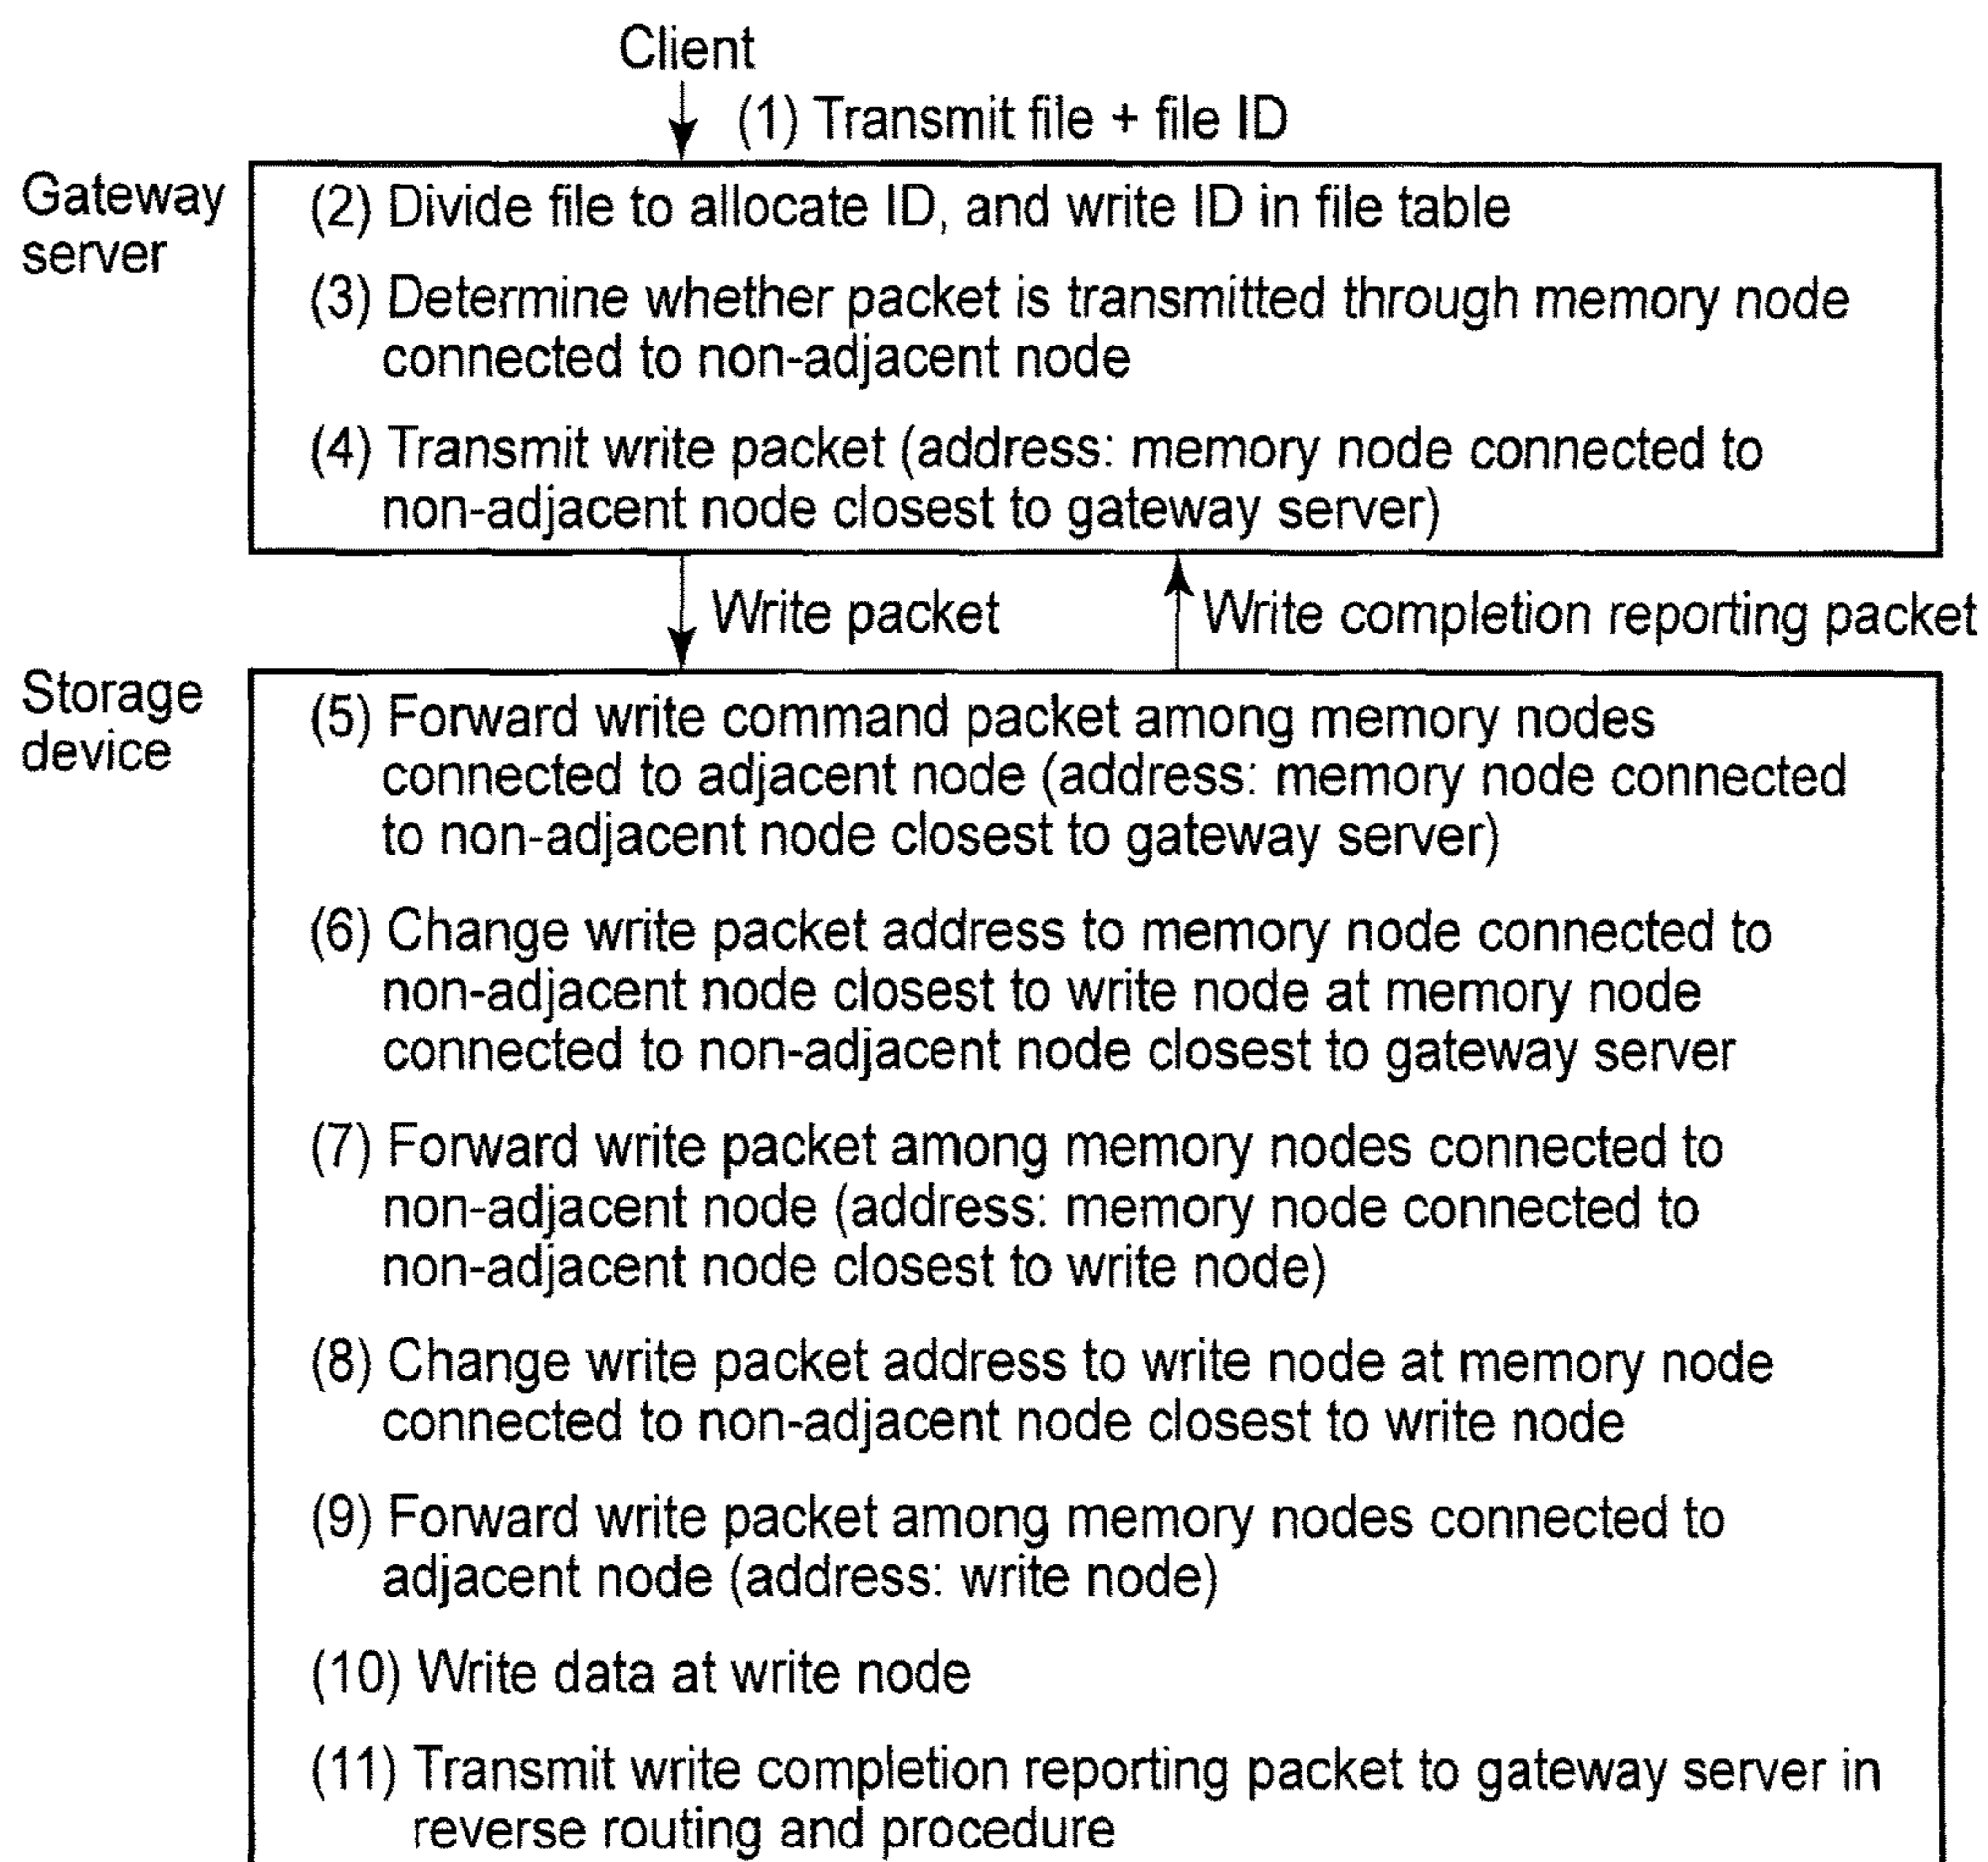 Client
(1) Transmit file + file ID
Gateway
server
(2) Divide file to allocate ID, and write ID in file table
(3) Determine whether packet is transmitted through memory node
connected to non-adjacent node
(4) Transmit write packet (address: memory node connected to
non-adjacent node closest to gateway server)
Write packet
Write completion reporting packet
Storage
device
(5) Forward write command packet among memory nodes
connected to adjacent node (address: memory node connected
to non-adjacent node closest to gateway server)
(6) Change write packet address to memory node connected to
non-adjacent node closest to write node at memory node
connected to non-adjacent node closest to gateway server
(7) Forward write packet among memory nodes connected to
non-adjacent node (address: memory node connected to
non-adjacent node closest to write node)
(8) Change write packet address to write node at memory node
connected to non-adjacent node closest to write node
(9) Forward write packet among memory nodes connected to
adjacent node (address: write node)
(10) Write data at write node
(11) Transmit write completion reporting packet to gateway server in
reverse routing and procedure